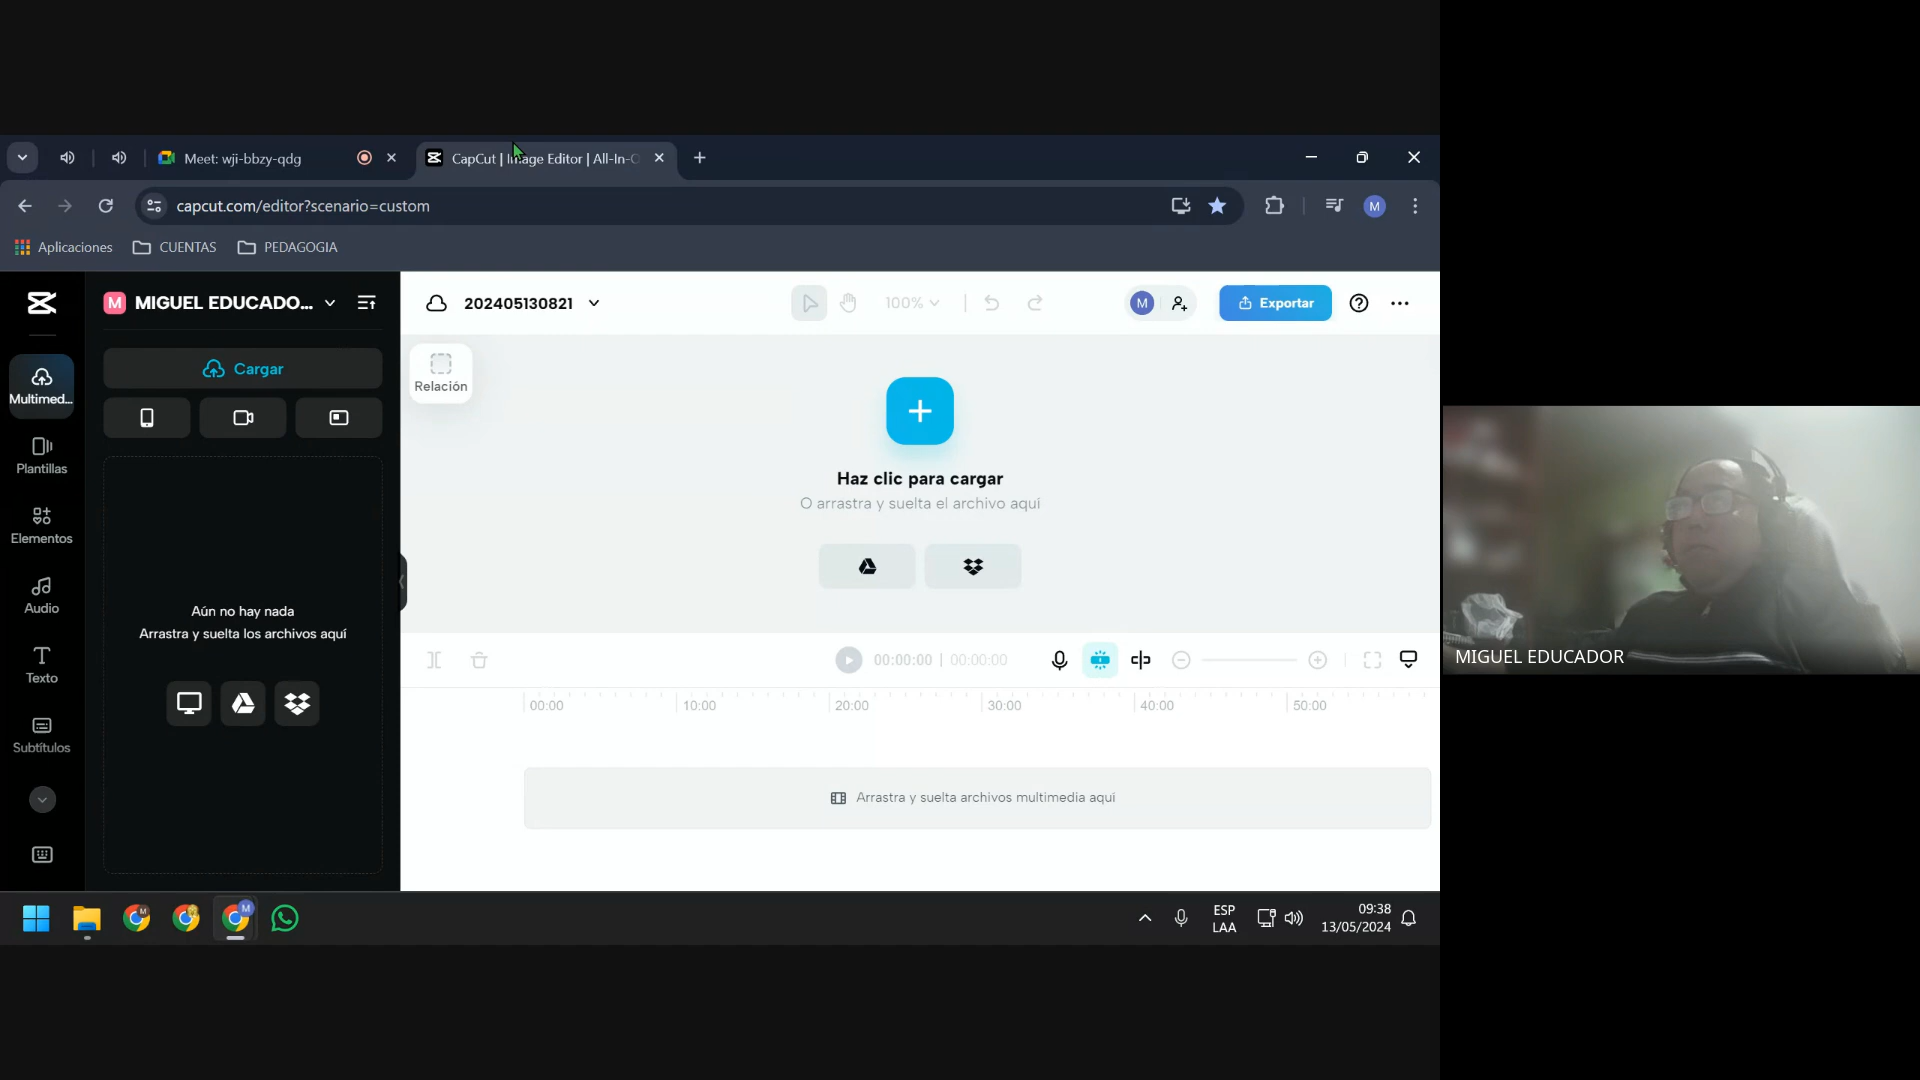 Meet: wji-bbzy-qdg
CapCut | Image Editor | All-In-O
capcut.com/editor?scenario=custom
M
Aplicaciones
CUENTAS
PEDAGOGIA
M
MIGUEL EDUCADO...
202405130821
100%
M
Exportar
Cargar
Relación
Multimed...
Plantillas
Elementos
Audio
Texto
Subtítulos
Haz clic para cargar
O arrastra y suelta el archivo aquí
Aún no hay nada
Arrastra y suelta los archivos aquí
00:00:00 | 00:00:00
00:00
10:00
20:00
30:00
40:00
50:00
Arrastra y suelta archivos multimedia aquí
M
M
ESP
LAA
09:38
13/05/2024
MIGUEL EDUCADOR